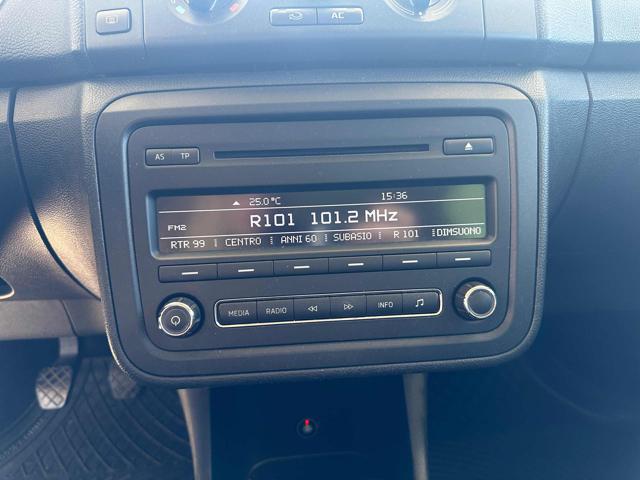 AC
AS TP
25.0°C 15:36
FM2 R101 101.2 MHz
RTR 99 CENTRO ANNI 60 SUBASIO R 101 DIMSUONO
MEDIA RADIO INFO